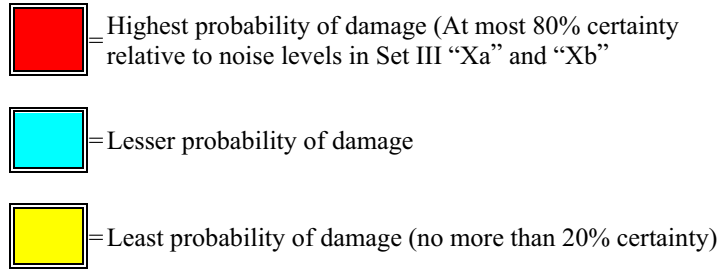 = Highest probability of damage (At most 80% certainty
relative to noise levels in Set III “Xa” and “Xb”
= Lesser probability of damage
= Least probability of damage (no more than 20% certainty)